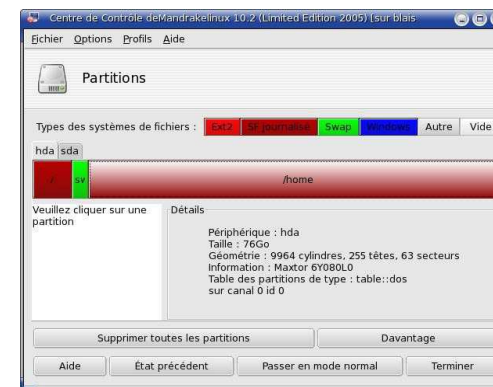 Centre de Contrôle deMandrakelinux 10.2 (Limited Edition 2005) [sur blais
Fichier Options Profils Aide
Partitions
Types des systèmes de fichiers : Ext2 SF journalisé Swap Windows Autre Vide
hda sda
/ sv /home
Veuillez cliquer sur une
partition
Détails
Périphérique : hda
Taille : 76Go
Géométrie : 9964 cylindres, 255 têtes, 63 secteurs
Information : Maxtor 6Y080L0
Table des partitions de type : table::dos
sur canal 0 id 0
Supprimer toutes les partitions Davantage
Aide État précédent Passer en mode normal Terminer